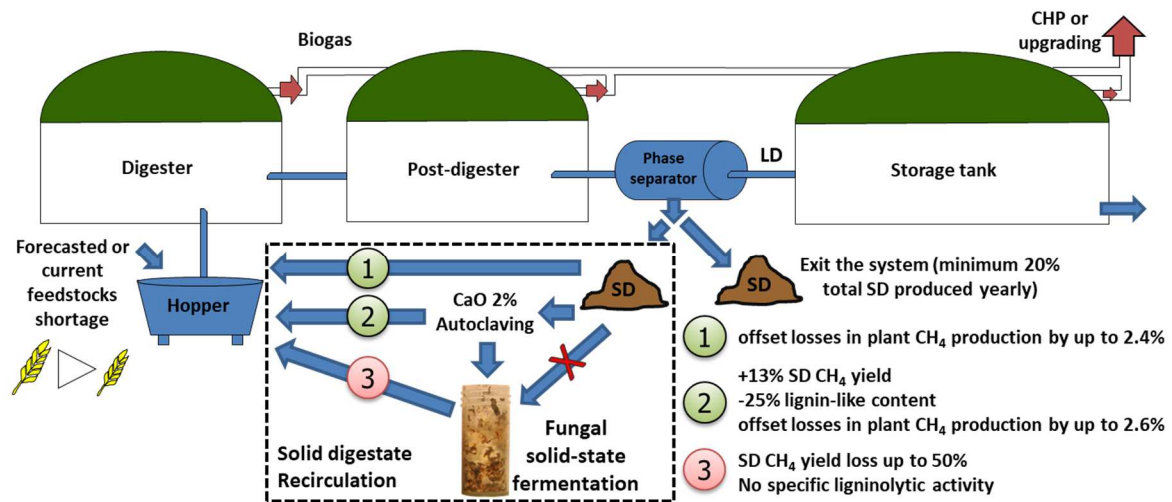 Biogas
CHP or
upgrading
Digester
Post-digester
Phase
separator
LD
Storage tank
Forecasted or
current
feedstocks
shortage
Hopper
1
2
3
CaO 2%
Autoclaving
SD
SD
Exit the system (minimum 20%
total SD produced yearly)
Solid digestate
Recirculation
Fungal
solid-state
fermentation
1
offset losses in plant CH₄ production by up to 2.4%
2
+13% SD CH₄ yield
-25% lignin-like content
offset losses in plant CH₄ production by up to 2.6%
3
SD CH₄ yield loss up to 50%
No specific ligninolytic activity